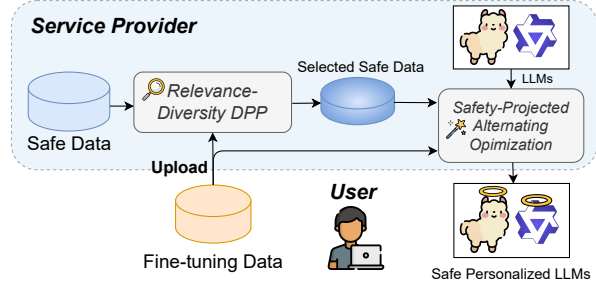 Service Provider
Safe Data
Relevance-
Diversity DPP
Selected Safe Data
LLMs
Safety-Projected
Alternating
Opimization
Upload
Fine-tuning Data
User
Safe Personalized LLMs